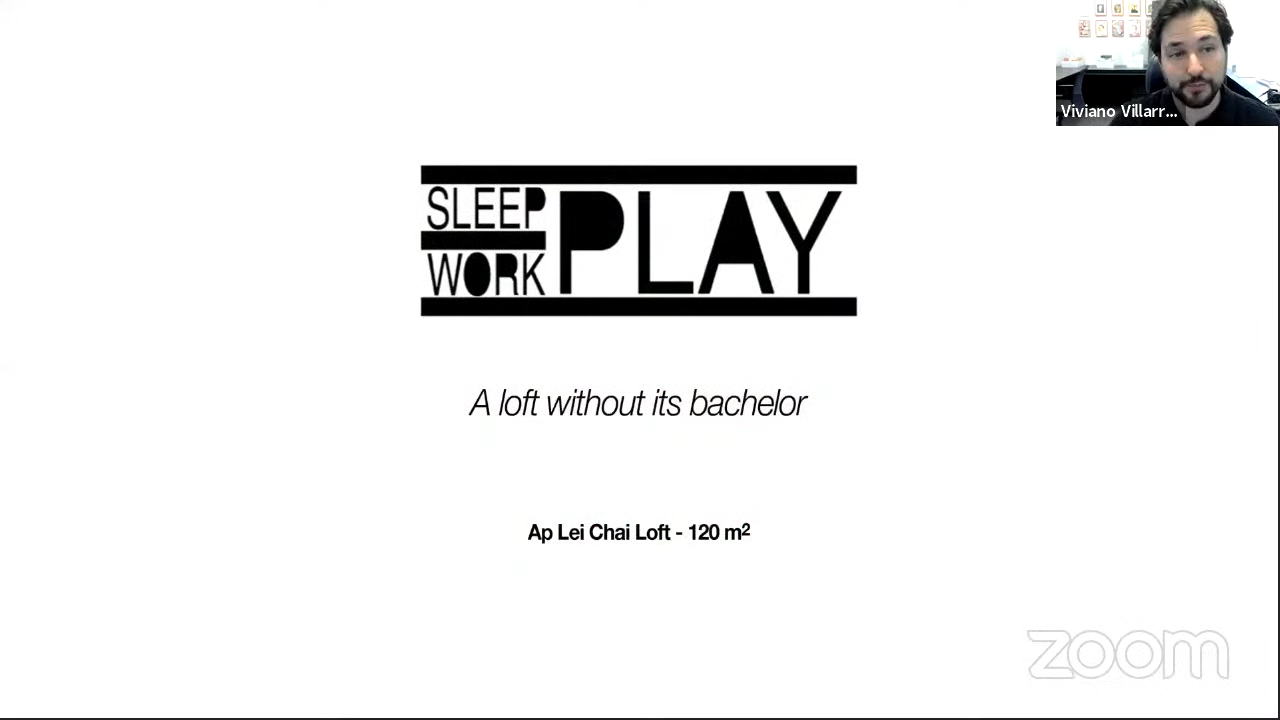 Viviano Villarr...
SLEEP
WORK
PLAY
A loft without its bachelor
Ap Lei Chai Loft - 120 m²
zoom